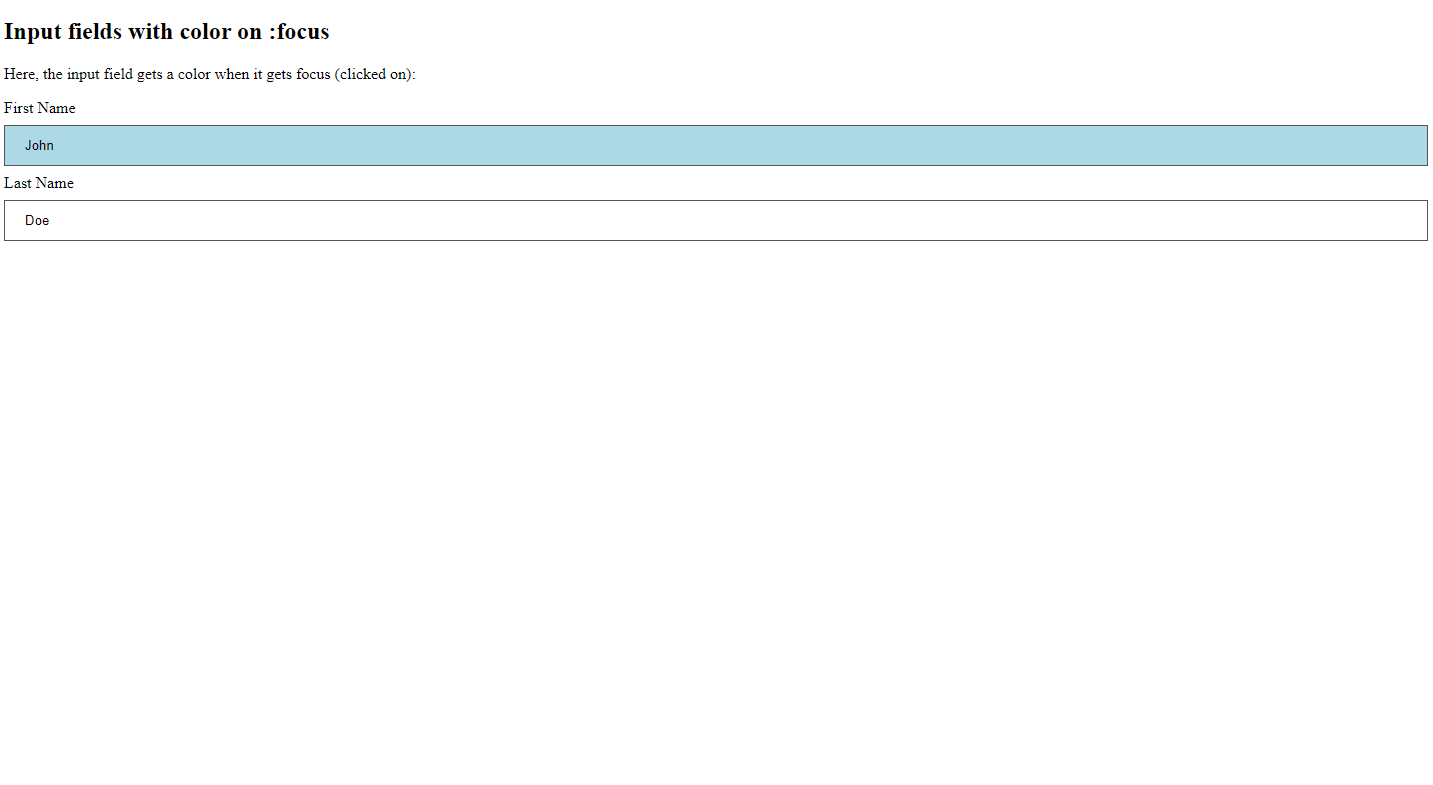 Input fields with color on :focus
Here, the input field gets a color when it gets focus (clicked on):
First Name
John
Last Name
Doe